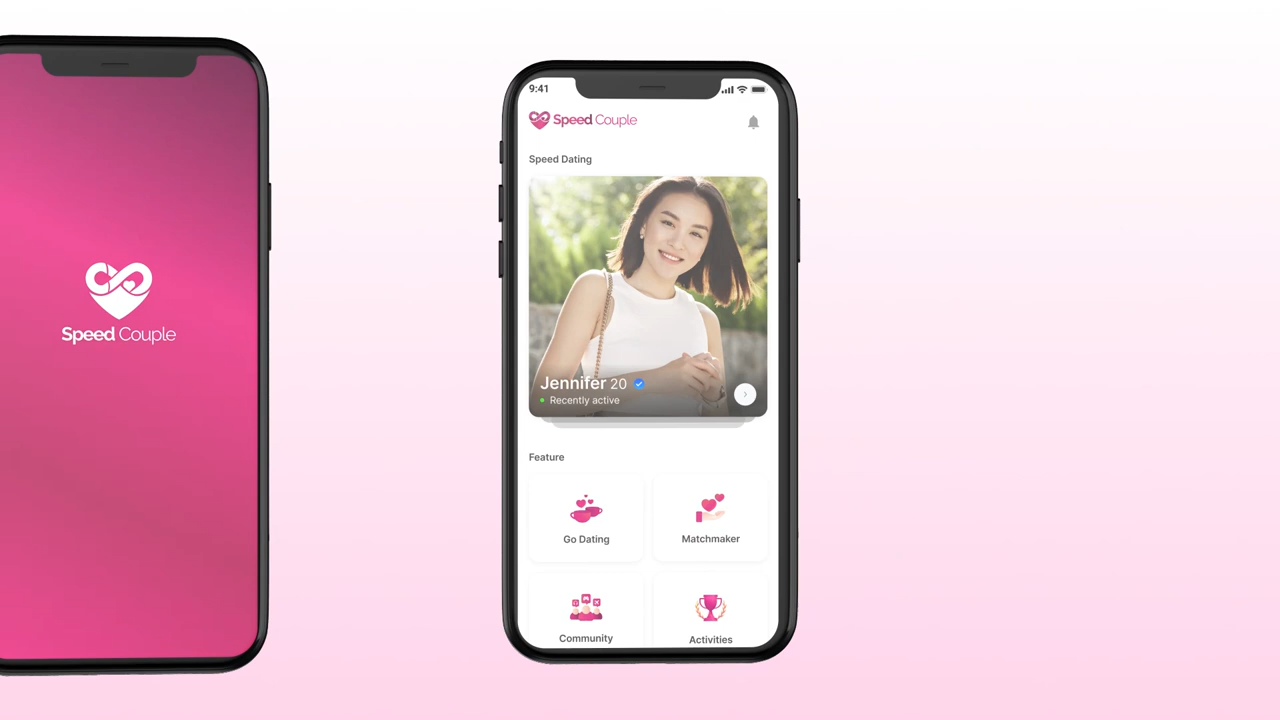 Speed Couple
9:41
Speed Couple
Speed Dating
Jennifer 20
Recently active
Feature
Go Dating
Matchmaker
Community
Activities